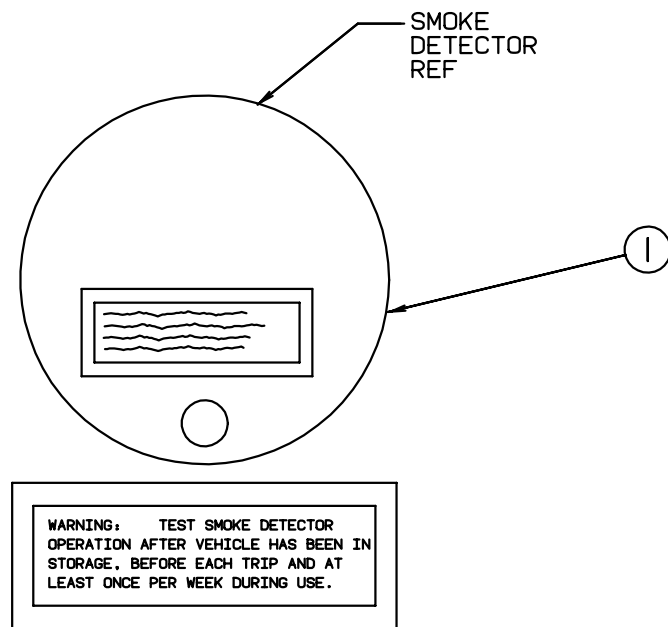 SMOKE
DETECTOR
REF
1
WARNING: TEST SMOKE DETECTOR
OPERATION AFTER VEHICLE HAS BEEN IN
STORAGE, BEFORE EACH TRIP AND AT
LEAST ONCE PER WEEK DURING USE.